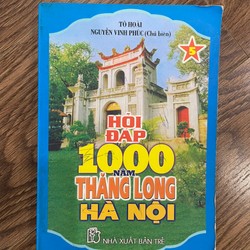 TÔ HOÀI
NGUYỄN VINH PHÚC (Chủ biên)
5
HỎI
ĐÁP
1000
NĂM
THĂNG LONG
HÀ NỘI
NHÀ XUẤT BẢN TRẺ